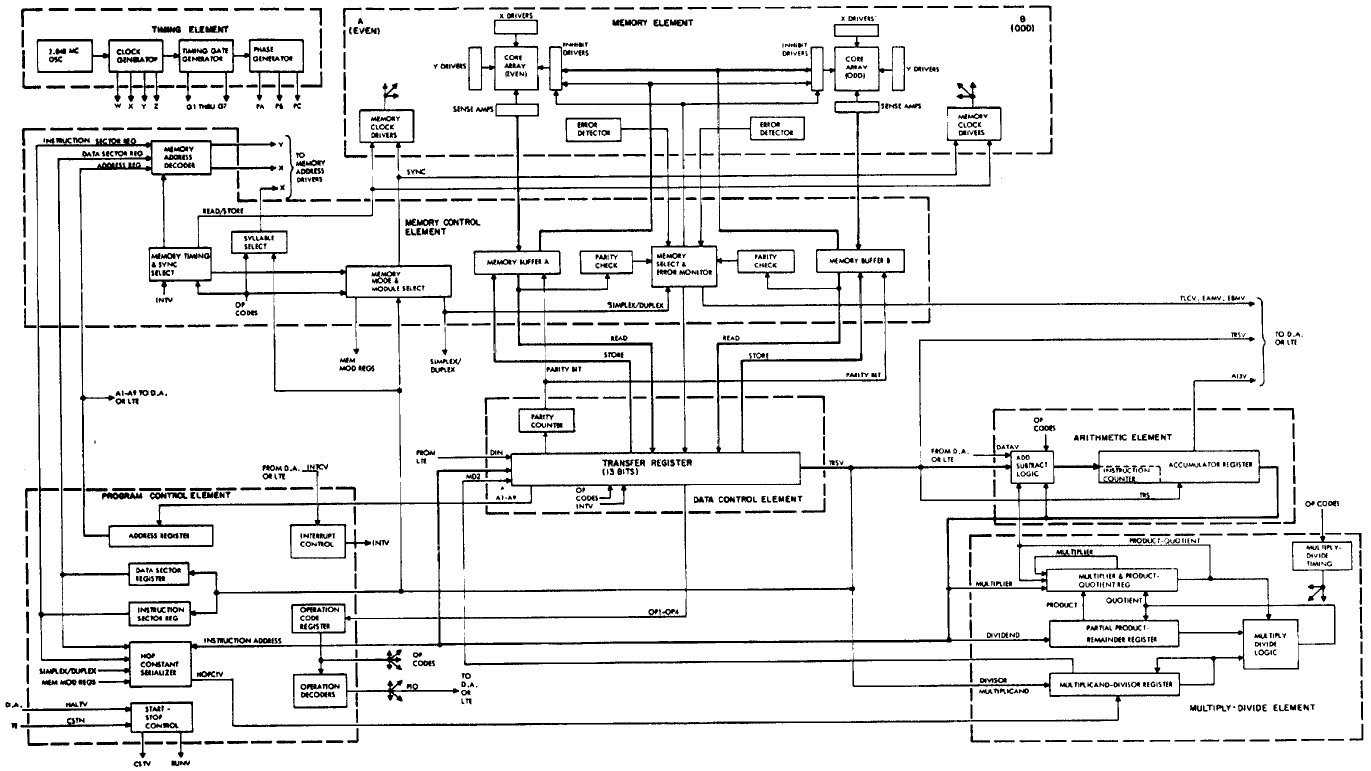 TIMING ELEMENT
2.048 MC
OSC
CLOCK
GENERATOR
TIMING GATE
GENERATOR
PHASE
GENERATOR
W X Y Z
G1 THRU G7
PA PB PC
A
(EVEN)
MEMORY ELEMENT
B
(ODD)
X DRIVERS
X DRIVERS
Y DRIVERS
CORE
ARRAY
(EVEN)
INHIBIT
DRIVERS
INHIBIT
DRIVERS
CORE
ARRAY
(ODD)
Y DRIVERS
SENSE AMPS
SENSE AMPS
MEMORY
CLOCK
DRIVERS
ERROR
DETECTOR
ERROR
DETECTOR
MEMORY
CLOCK
DRIVERS
INSTRUCTION SECTOR REG
DATA SECTOR REG
ADDRESS REG
MEMORY
ADDRESS
DECODER
Y
X
X
TO
MEMORY
ADDRESS
DRIVERS
SYNC
READ/STORE
MEMORY CONTROL
ELEMENT
SYLLABLE
SELECT
MEMORY TIMING
& SYNC
SELECT
INTV
OP
CODES
MEMORY
MODE &
MODULE SELECT
MEMORY BUFFER A
PARITY
CHECK
MEMORY
SELECT &
ERROR MONITOR
PARITY
CHECK
MEMORY BUFFER B
SIMPLEX/DUPLEX
TLCV, EAMV, EBMV
TRSV
A13V
TO D.A.
OR LTE
MEM
MOD REGS
SIMPLEX/
DUPLEX
READ
STORE
READ
STORE
PARITY BIT
PARITY BIT
A1-A9 TO D.A.
OR LTE
PARITY
COUNTER
FROM
LTE
DIN
MD2
A1-A9
TRANSFER REGISTER
(13 BITS)
TRSV
OP
CODES
INTV
DATA CONTROL ELEMENT
OP
CODES
ARITHMETIC ELEMENT
FROM D.A.
OR LTE
DATAV
ADD
SUBTRACT
LOGIC
ACCUMULATOR REGISTER
INSTRUCTION
COUNTER
TRS
FROM D.A.
OR LTE
INTCV
PROGRAM CONTROL ELEMENT
ADDRESS REGISTER
INTERRUPT
CONTROL
INTV
DATA SECTOR
REGISTER
INSTRUCTION
SECTOR REG
OPERATION
CODE
REGISTER
OP1-OP4
INSTRUCTION ADDRESS
HOP
CONSTANT
SERIALIZER
SIMPLEX/DUPLEX
MEM MOD REGS
HOPC1V
OP
CODES
OPERATION
DECODERS
PIO
TO
D.A.
OR
LTE
D.A.
HALTV
TE
CSTN
START -
STOP
CONTROL
CSTV
RUNV
OP CODES
MULTIPLY-
DIVIDE
TIMING
PRODUCT-QUOTIENT
MULTIPLIER
MULTIPLIER
MULTIPLIER & PRODUCT-
QUOTIENT REG
PRODUCT
QUOTIENT
DIVIDEND
PARTIAL PRODUCT-
REMAINDER REGISTER
MULTIPLY
DIVIDE
LOGIC
DIVISOR
MULTIPLICAND
MULTIPLICAND-DIVISOR REGISTER
MULTIPLY-DIVIDE ELEMENT